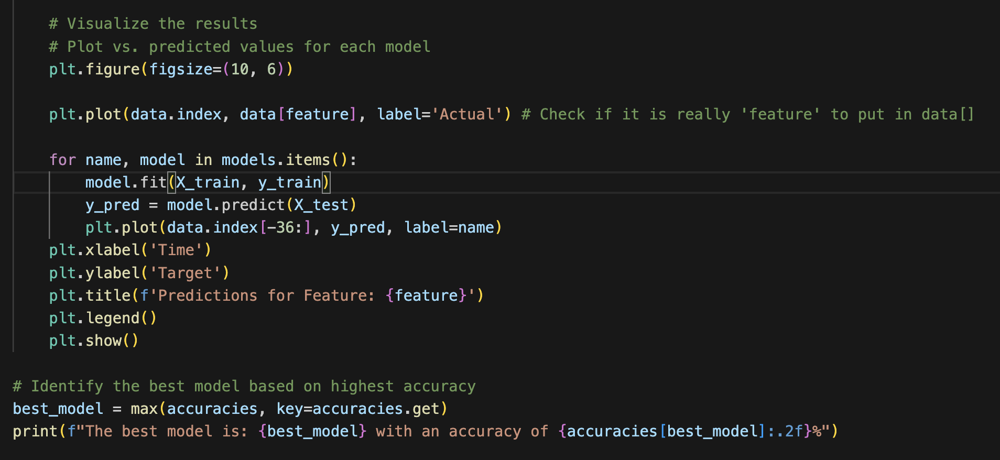 # Visualize the results
# Plot vs. predicted values for each model
plt.figure(figsize=(10, 6))
plt.plot(data.index, data[feature], label='Actual') # Check if it is really 'feature' to put in data[]
for name, model in models.items():
model.fit(X_train, y_train)
y_pred = model.predict(X_test)
plt.plot(data.index[-36:], y_pred, label=name)
plt.xlabel('Time')
plt.ylabel('Target')
plt.title(f'Predictions for Feature: {feature}')
plt.legend()
plt.show()
# Identify the best model based on highest accuracy
best_model = max(accuracies, key=accuracies.get)
print(f"The best model is: {best_model} with an accuracy of {accuracies[best_model]:.2f}%")